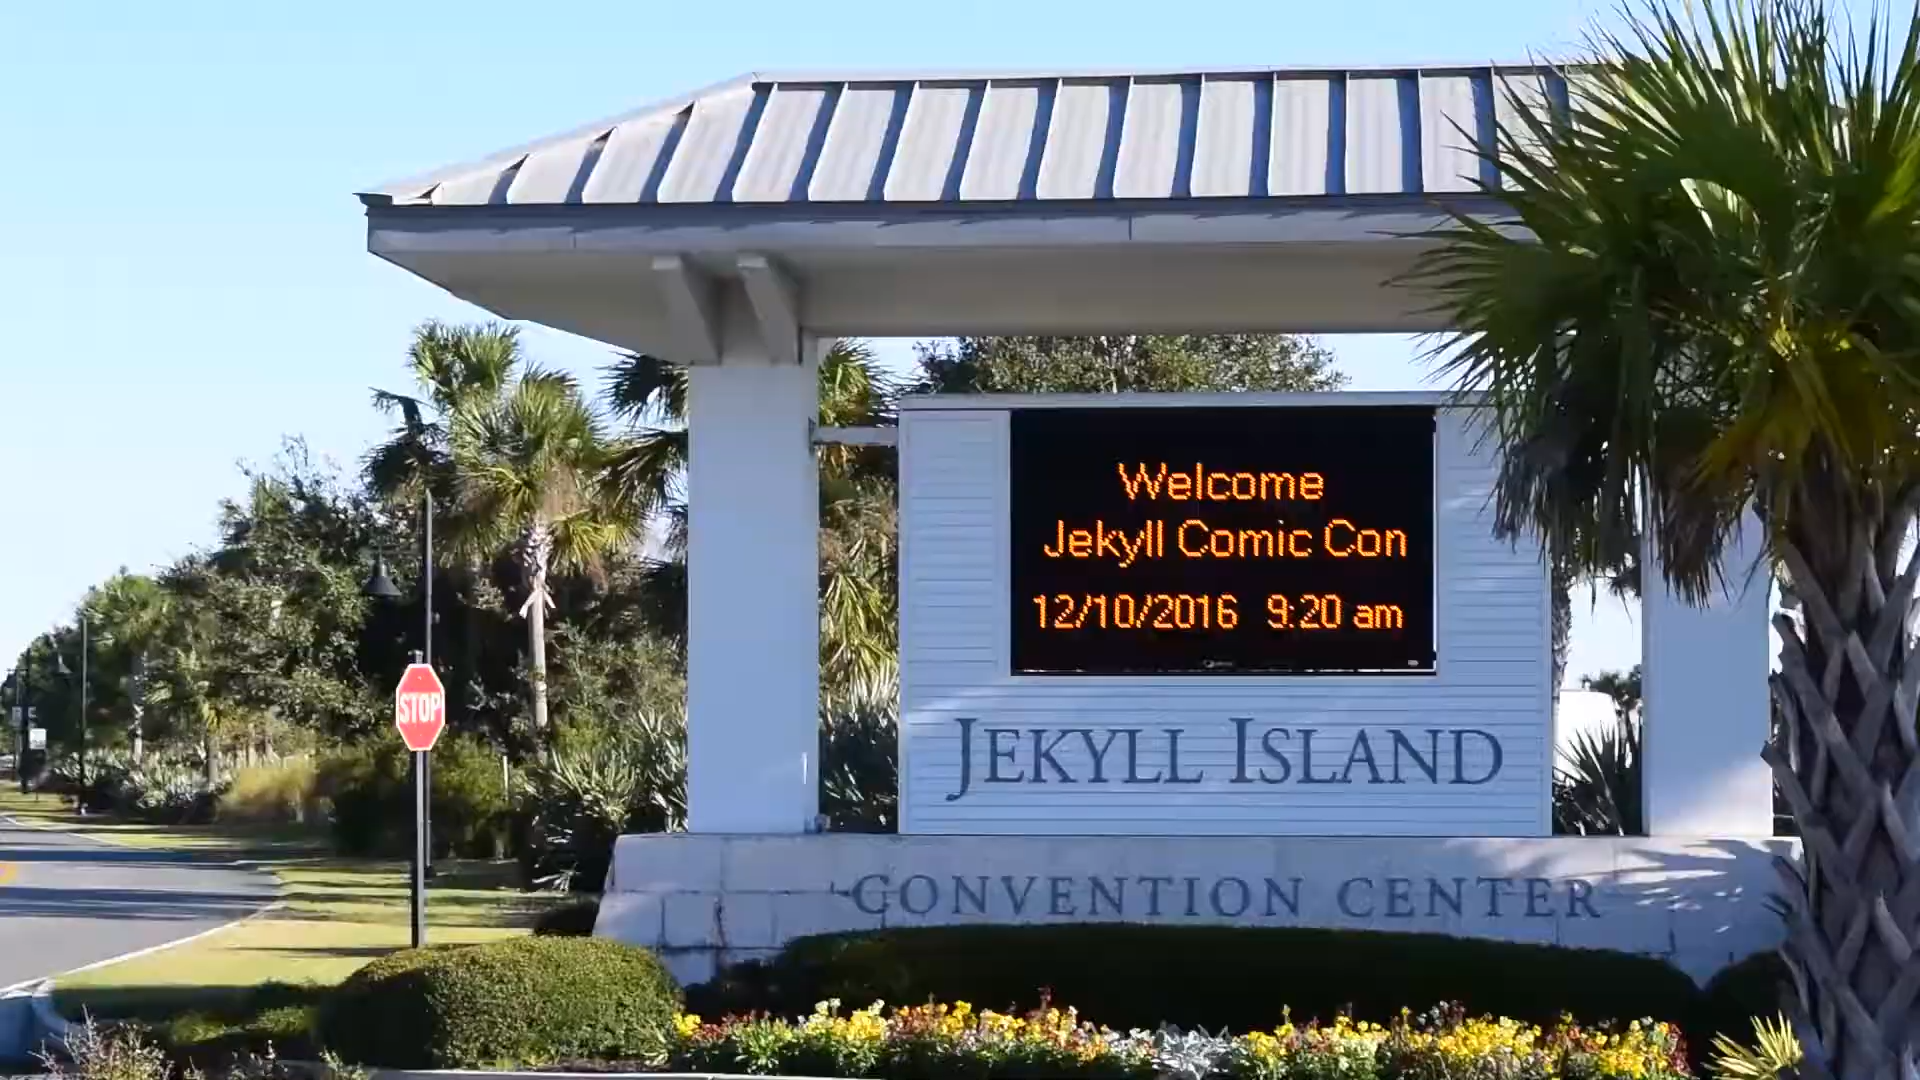 Welcome
Jekyll Comic Con
12/10/2016 9:20 am
STOP
JEKYLL ISLAND
CONVENTION CENTER